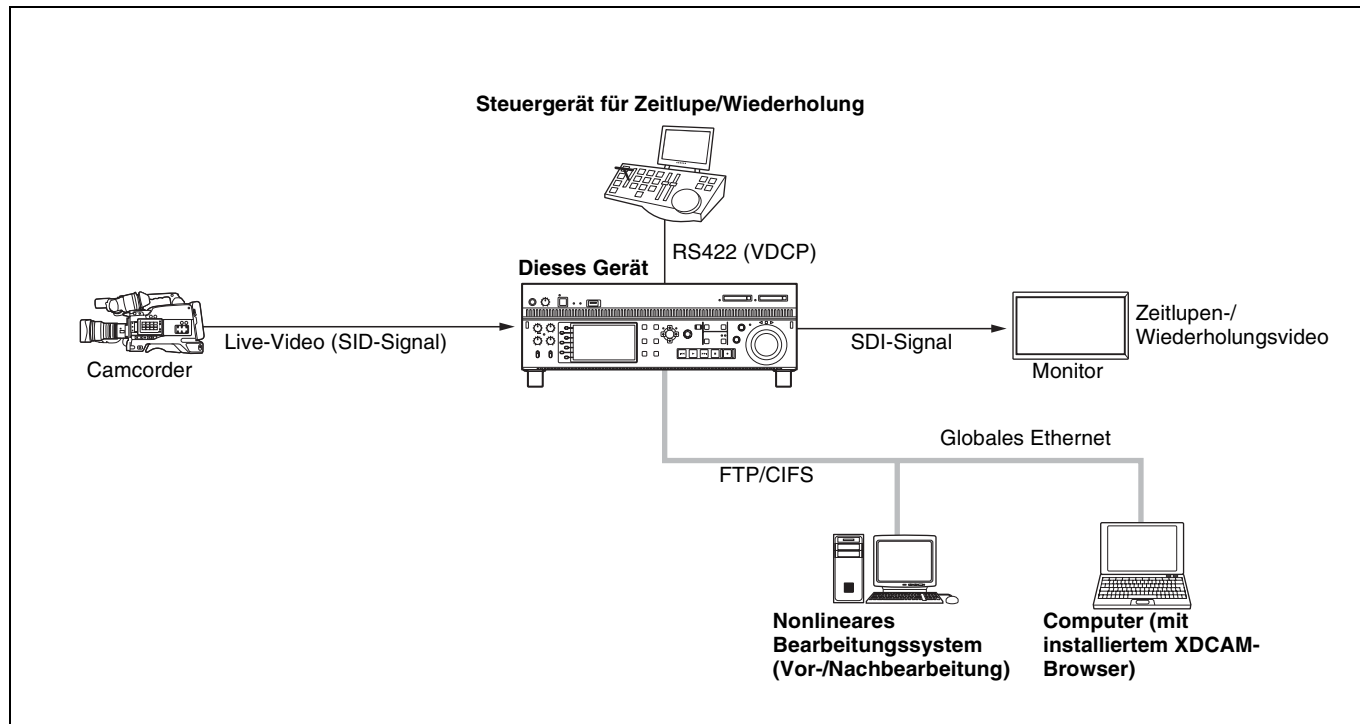 Steuergerät für Zeitlupe/Wiederholung
RS422 (VDCP)
Dieses Gerät
Live-Video (SID-Signal)
Camcorder
SDI-Signal
Monitor
Zeitlupen-/
Wiederholungsvideo
Globales Ethernet
FTP/CIFS
Nonlineares
Bearbeitungssystem
(Vor-/Nachbearbeitung)
Computer (mit
installiertem XDCAM-
Browser)